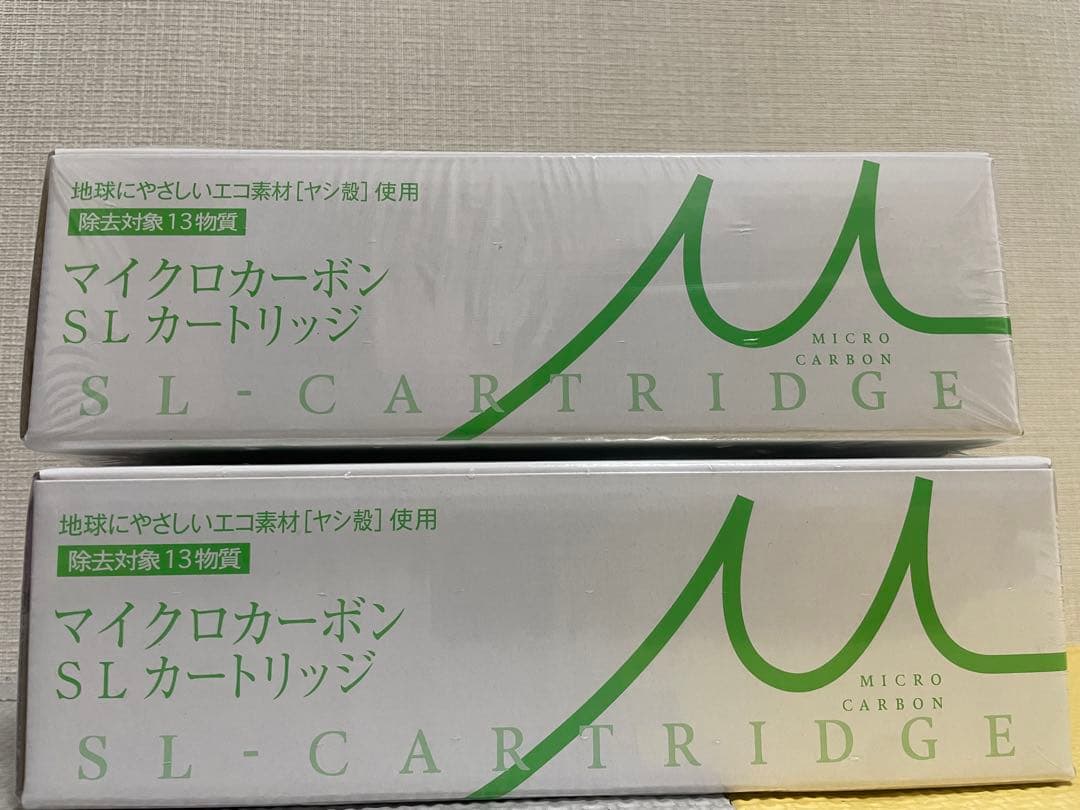 地球にやさしいエコ素材[ヤシ殻]使用
除去対象13物質
マイクロカーボン
SLカートリッジ
MICRO
CARBON
SL-CARTRIDGE
地球にやさしいエコ素材[ヤシ殻]使用
除去対象13物質
マイクロカーボン
SLカートリッジ
MICRO
CARBON
SL-CARTRIDGE